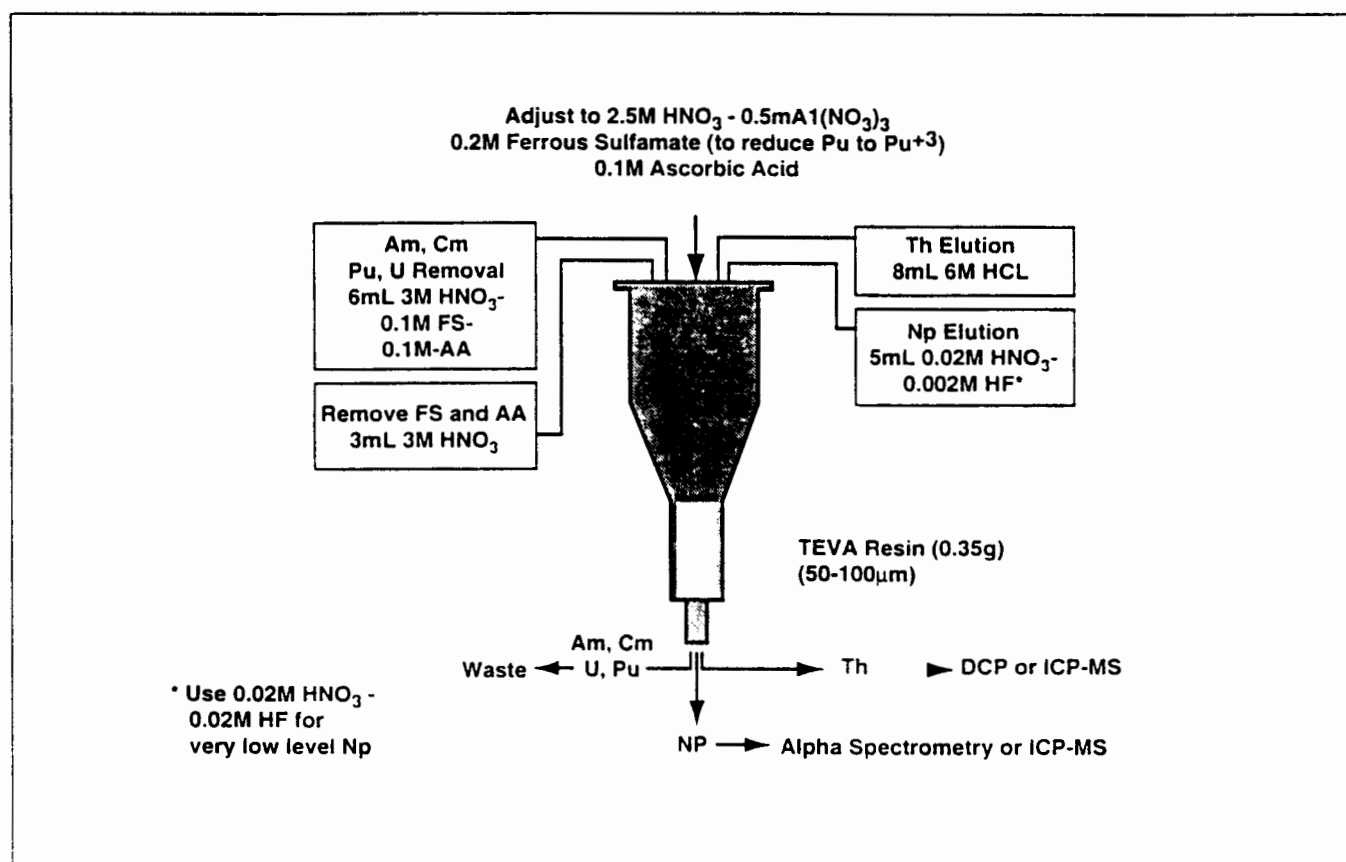 Adjust to 2.5M HNO3 - 0.5mA1(NO3)3
0.2M Ferrous Sulfamate (to reduce Pu to Pu+3)
0.1M Ascorbic Acid
Am, Cm
Pu, U Removal
6mL 3M HNO3-
0.1M FS-
0.1M-AA
Remove FS and AA
3mL 3M HNO3
Th Elution
8mL 6M HCL
Np Elution
5mL 0.02M HNO3-
0.002M HF*
TEVA Resin (0.35g)
(50-100µm)
Am, Cm
Waste U, Pu Th DCP or ICP-MS
NP Alpha Spectrometry or ICP-MS
* Use 0.02M HNO3 -
0.02M HF for
very low level Np